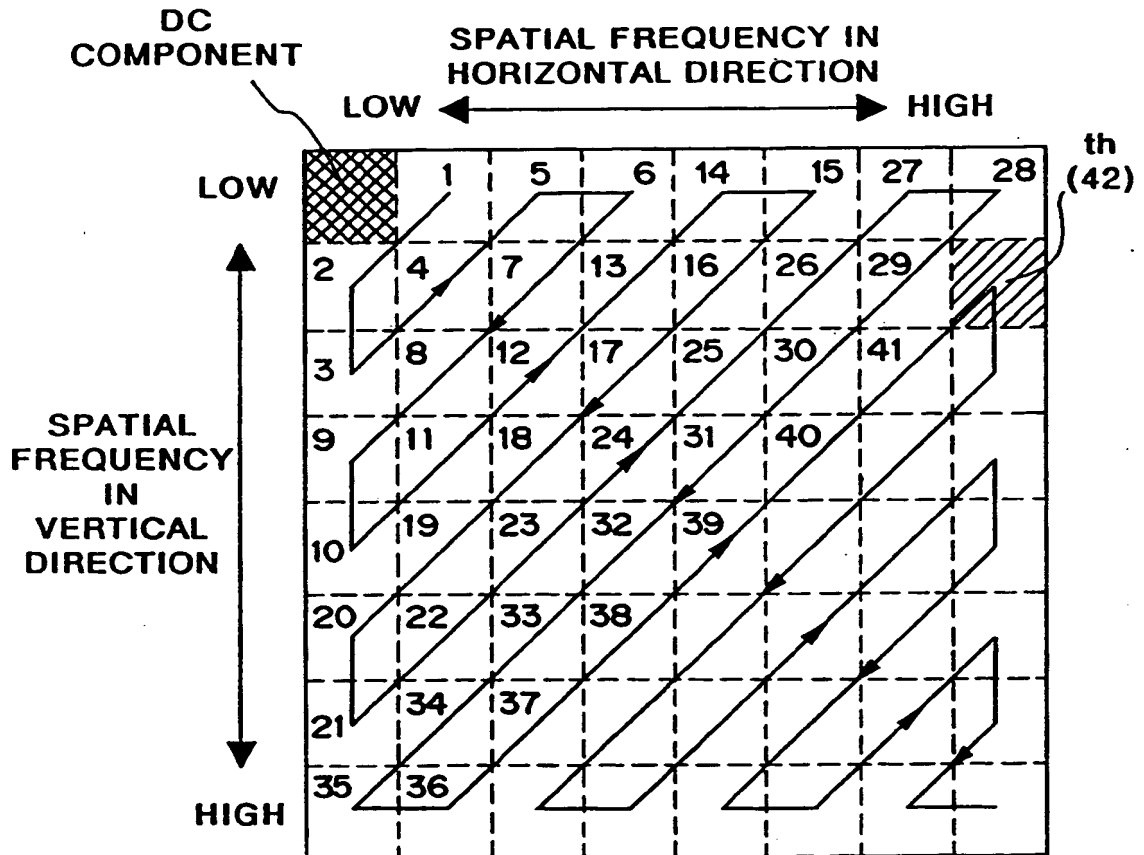 DC
COMPONENT
SPATIAL FREQUENCY IN
HORIZONTAL DIRECTION
LOW
HIGH
th
(42)
LOW
1 5 6 14 15 27 28
2 4 7 13 16 26 29
3 8 12 17 25 30 41
SPATIAL
FREQUENCY
IN
VERTICAL
DIRECTION
9 11 18 24 31 40
10 19 23 32 39
20 22 33 38
21 34 37
35 36
HIGH